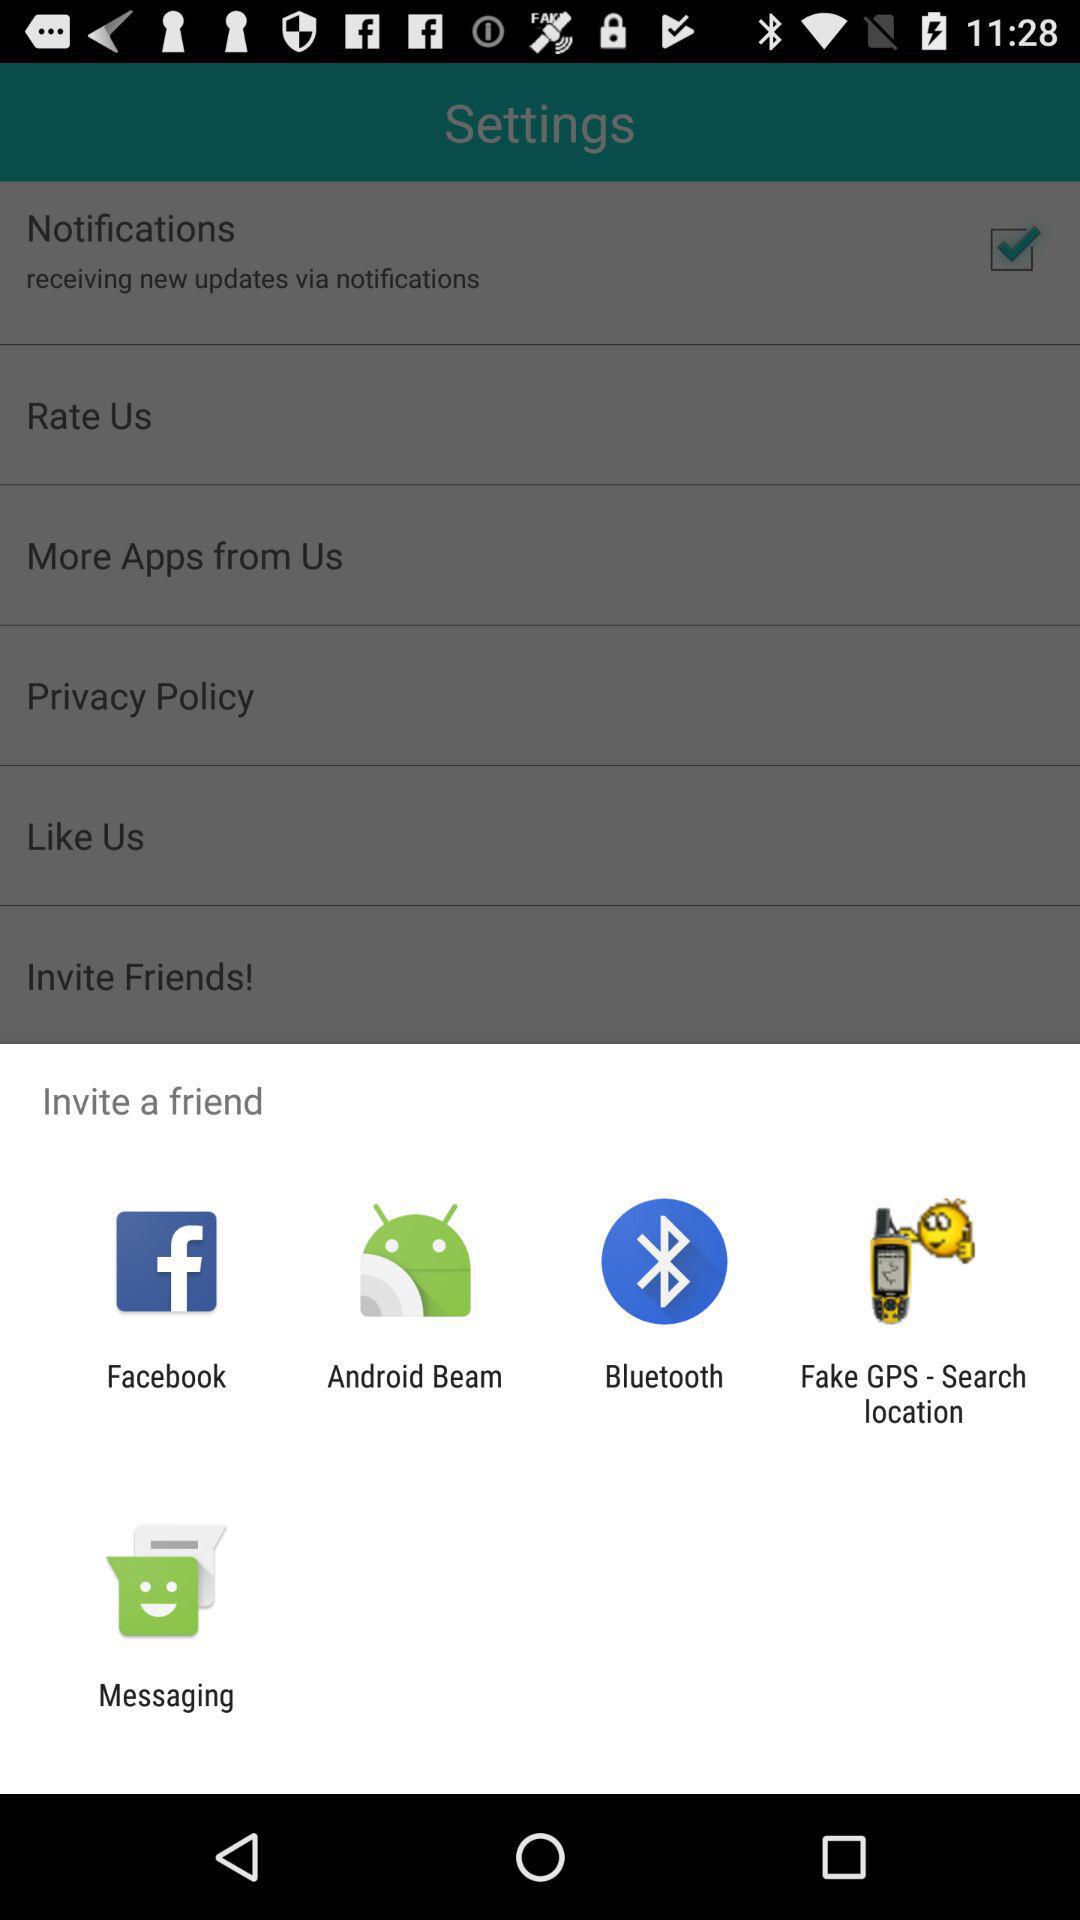 FAKE
11:28
Settings
Notifications
receiving new updates via notifications
Rate Us
More Apps from Us
Privacy Policy
Like Us
Invite Friends!
Invite a friend
Facebook
Android Beam
Bluetooth
Fake GPS - Search
location
Messaging